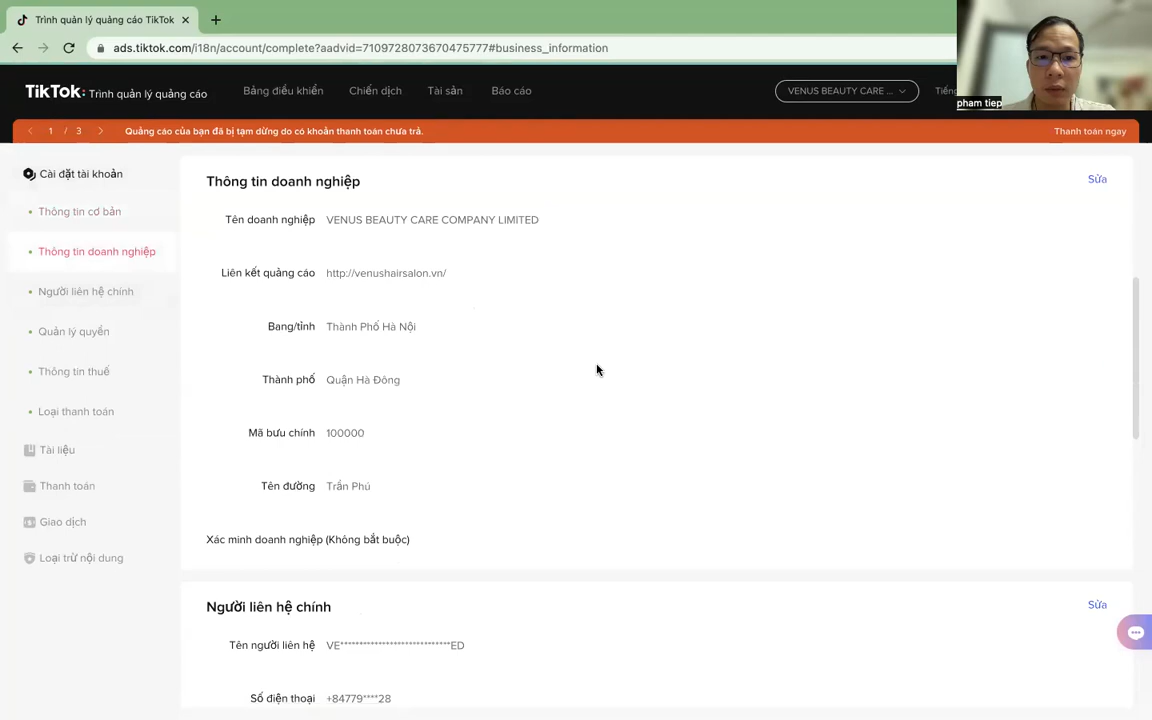 Trình quản lý quảng cáo TikTok
ads.tiktok.com/i18n/account/complete?aadvid=7109728073670475777#business_information
pham tiep
TikTok: Trình quản lý quảng cáo
Bảng điều khiển
Chiến dịch
Tài sản
Báo cáo
VENUS BEAUTY CARE ...
1 / 3
Quảng cáo của bạn đã bị tạm dừng do có khoản thanh toán chưa trả.
Thanh toán ngay
Cài đặt tài khoản
Thông tin cơ bản
Thông tin doanh nghiệp
Người liên hệ chính
Quản lý quyền
Thông tin thuế
Loại thanh toán
Tài liệu
Thanh toán
Giao dịch
Loại trừ nội dung
Thông tin doanh nghiệp
Sửa
Tên doanh nghiệp VENUS BEAUTY CARE COMPANY LIMITED
Liên kết quảng cáo http://venushairsalon.vn/
Bang/tỉnh Thành Phố Hà Nội
Thành phố Quận Hà Đông
Mã bưu chính 100000
Tên đường Trần Phú
Xác minh doanh nghiệp (Không bắt buộc)
Người liên hệ chính
Sửa
Tên người liên hệ VE****************************ED
Số điện thoại +84779****28